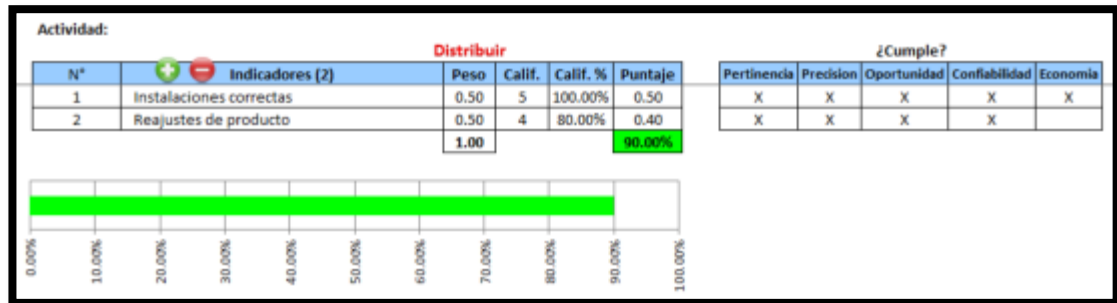 Actividad:
Distribuir ¿Cumple?
N° Indicadores (2) Peso Calif. Calif. % Puntaje Pertinencia Precision Oportunidad Confiabilidad Economia
1 Instalaciones correctas 0.50 5 100.00% 0.50 X X X X X
2 Reajustes de producto 0.50 4 80.00% 0.40 X X X X
1.00 90.00%
0.00% 10.00% 20.00% 30.00% 40.00% 50.00% 60.00% 70.00% 80.00% 90.00% 100.00%